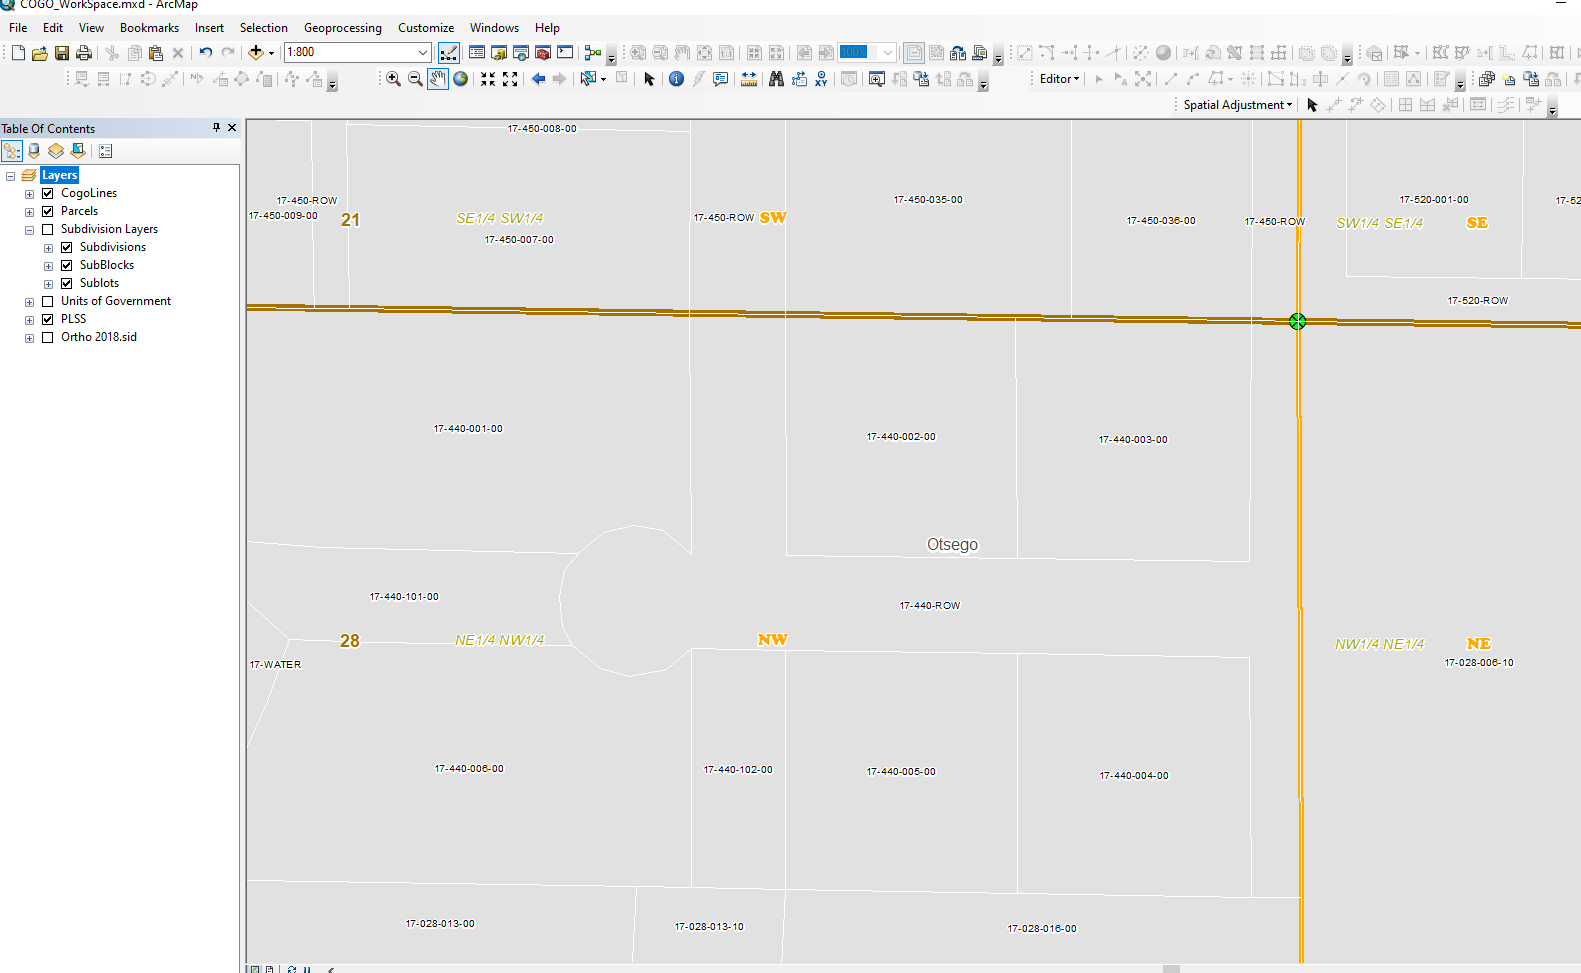 COGO_WorkSpace.mxd - ArcMap
File Edit View Bookmarks Insert Selection Geoprocessing Customize Windows Help
1:800
100%
Editor
Spatial Adjustment
Table Of Contents
Layers
CogoLines
Parcels
Subdivision Layers
Subdivisions
SubBlocks
Sublots
Units of Government
PLSS
Ortho 2018.sid
17-450-008-00
17-450-ROW
17-450-009-00
21
SE1/4 SW1/4
17-450-007-00
17-450-ROW
SW
17-450-035-00
17-450-036-00
17-450-ROW
17-520-001-00
17-52
SW1/4 SE1/4
SE
17-520-ROW
17-440-001-00
17-440-002-00
17-440-003-00
Otsego
17-440-101-00
17-440-ROW
28
NE1/4 NW1/4
NW
NW1/4 NE1/4
NE
17-028-006-10
17-WATER
17-440-006-00
17-440-102-00
17-440-005-00
17-440-004-00
17-028-013-00
17-028-013-10
17-028-016-00